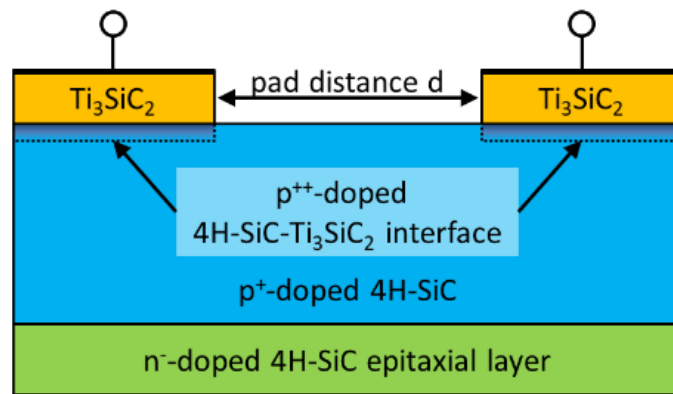 Ti₃SiC₂
pad distance d
Ti₃SiC₂
p⁺⁺-doped
4H-SiC-Ti₃SiC₂ interface
p⁺-doped 4H-SiC
n⁻-doped 4H-SiC epitaxial layer